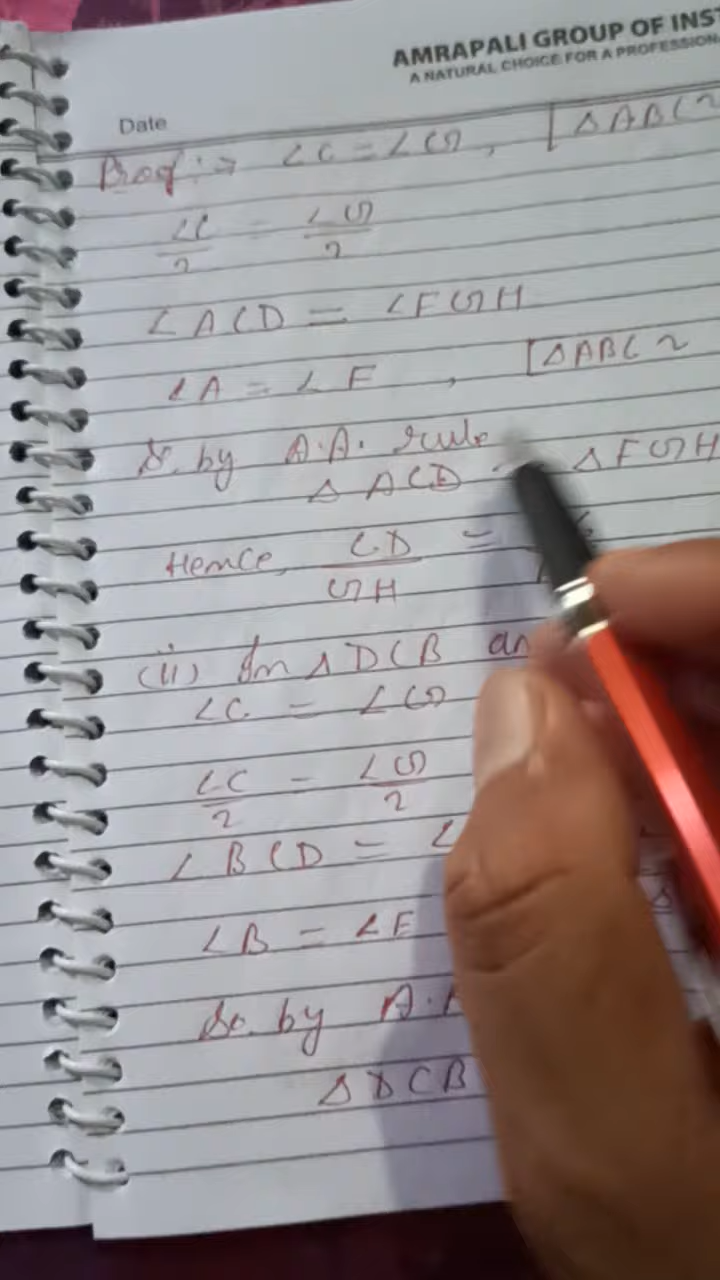 AMRAPALI GROUP OF INST
A NATURAL CHOICE FOR A PROFESSION
Date
Proof :→ ∠C = ∠G, [ΔABC ~
∠C/2 = ∠G/2
∠ACD = ∠FGH
∠A = ∠F , [ΔABC ~
So. by A.A. rule
ΔACD ~ ΔFGH
Hence, CD/GH =
(ii) In ΔDCB an
∠C = ∠G
∠C/2 = ∠G/2
∠BCD = ∠
∠B = ∠E
So. by A.
ΔDCB